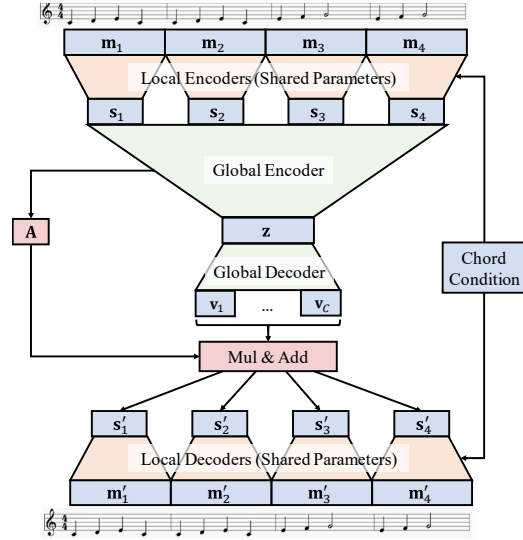 m₁ m₂ m₃ m₄
Local Encoders (Shared Parameters)
s₁ s₂ s₃ s₄
Global Encoder
A
z
Chord
Condition
Global Decoder
v₁ ... v_C
Mul & Add
s′₁ s′₂ s′₃ s′₄
Local Decoders (Shared Parameters)
m′₁ m′₂ m′₃ m′₄